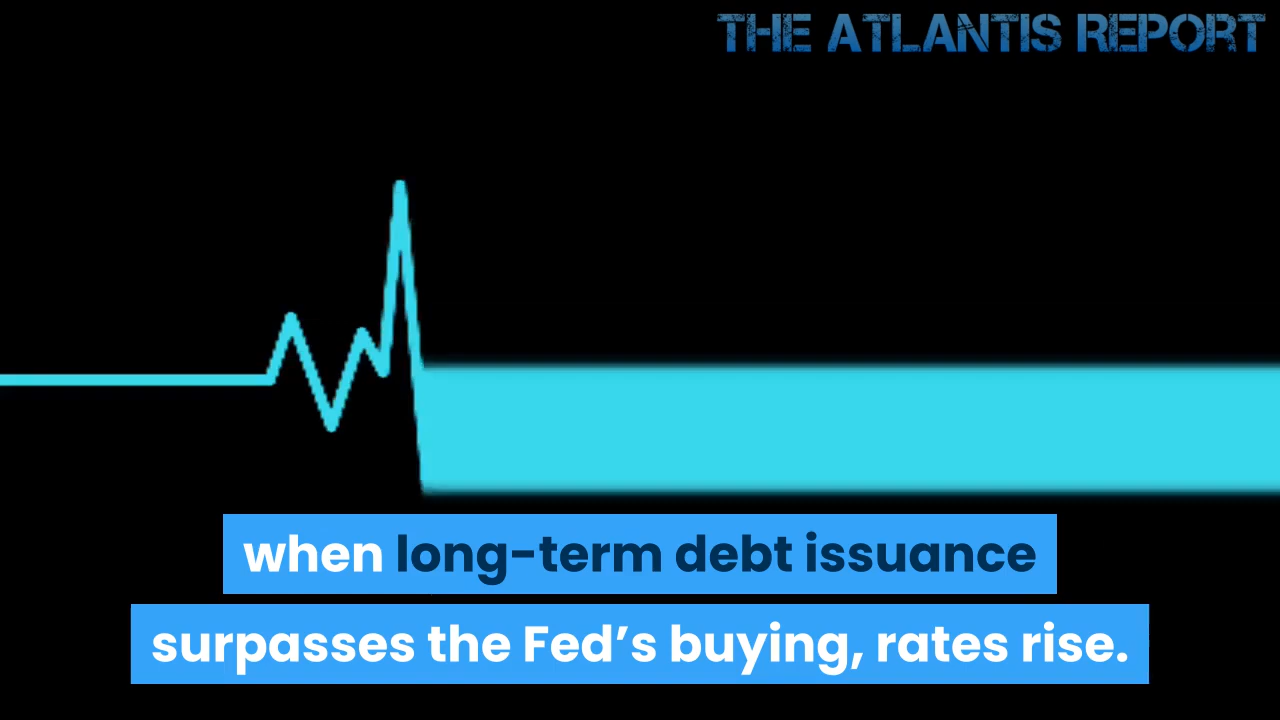 THE ATLANTIS REPORT
when long-term debt issuance
surpasses the Fed’s buying, rates rise.